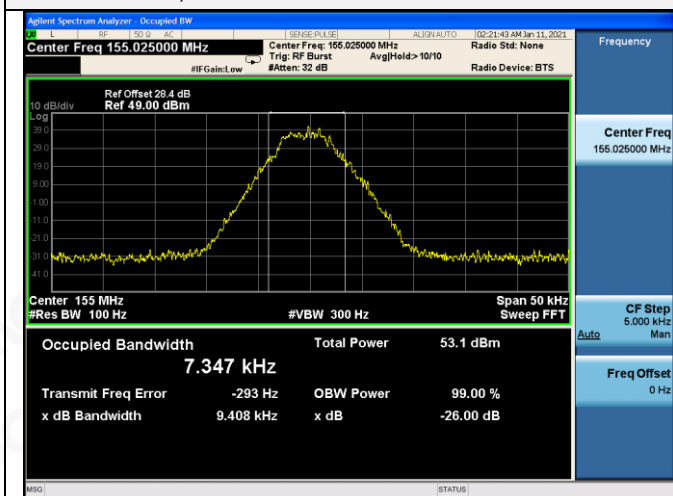 Agilent Spectrum Analyzer - Occupied BW
L RF 50 Ω AC SENSE:PULSE ALIGN AUTO 02:21:43 AM Jan 11, 2021
Center Freq 155.025000 MHz
Center Freq: 155.025000 MHz
Radio Std: None
Trig: RF Burst Avg|Hold:>10/10
#IFGain:Low #Atten: 32 dB Radio Device: BTS
Frequency
Ref Offset 28.4 dB
10 dB/div Ref 49.00 dBm
Log
39.0
29.0
19.0
9.00
-1.00
-11.0
-21.0
-31.0
-41.0
Center 155 MHz Span 50 kHz
#Res BW 100 Hz #VBW 300 Hz Sweep FFT
Occupied Bandwidth Total Power 53.1 dBm
7.347 kHz
Transmit Freq Error -293 Hz OBW Power 99.00 %
x dB Bandwidth 9.408 kHz x dB -26.00 dB
Center Freq
155.025000 MHz
CF Step
5.000 kHz
Auto Man
Freq Offset
0 Hz
MSG STATUS